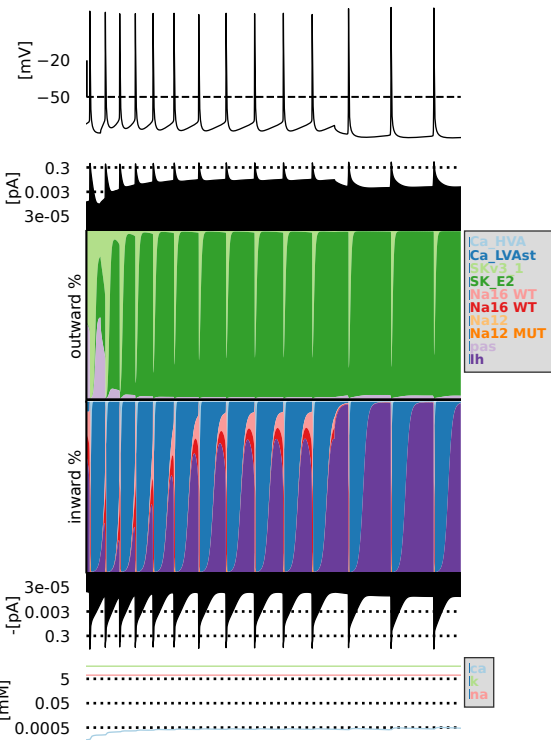 [mV]
−20
−50
[pA]
0.3
0.003
3e-05
outward %
Ca_HVA
Ca_LVAst
SKv3_1
SK_E2
Na16 WT
Na16 WT
Na12
Na12 MUT
pas
Ih
inward %
-[pA]
3e-05
0.003
0.3
[mM]
5
0.05
0.0005
ca
k
na